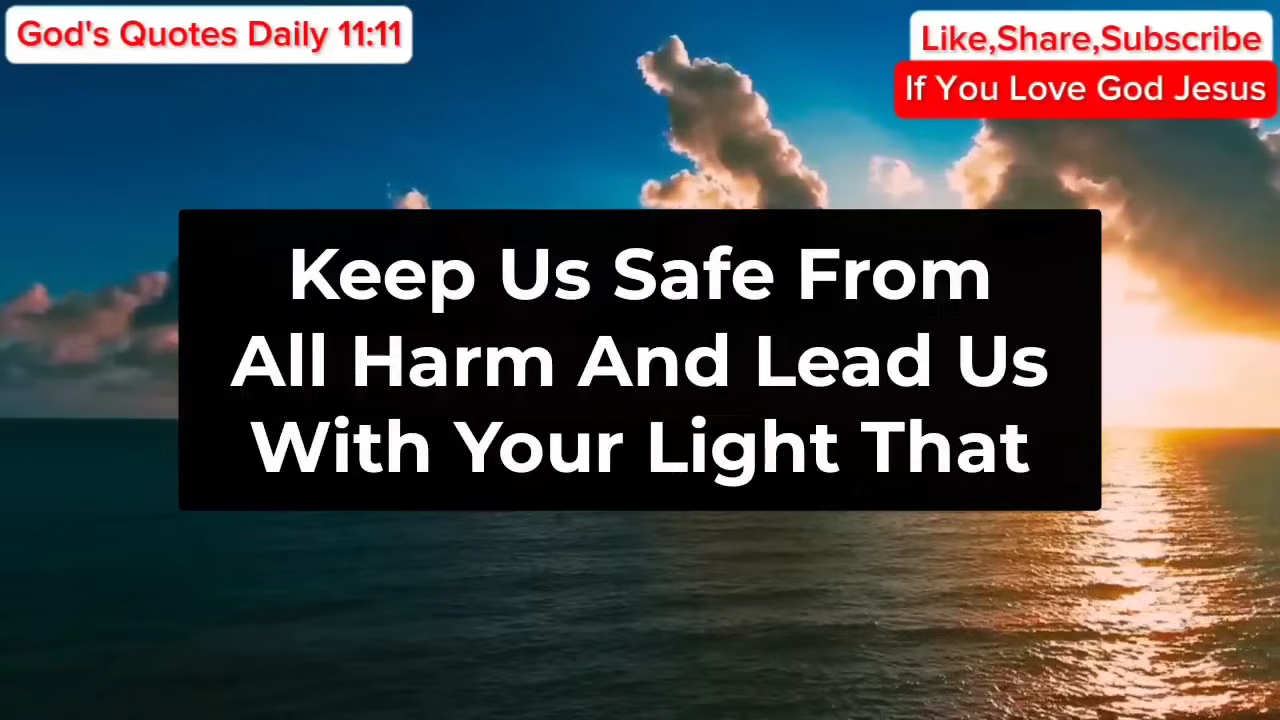 God's Quotes Daily 11:11
Like,Share,Subscribe
If You Love God Jesus
Keep Us Safe From
All Harm And Lead Us
With Your Light That